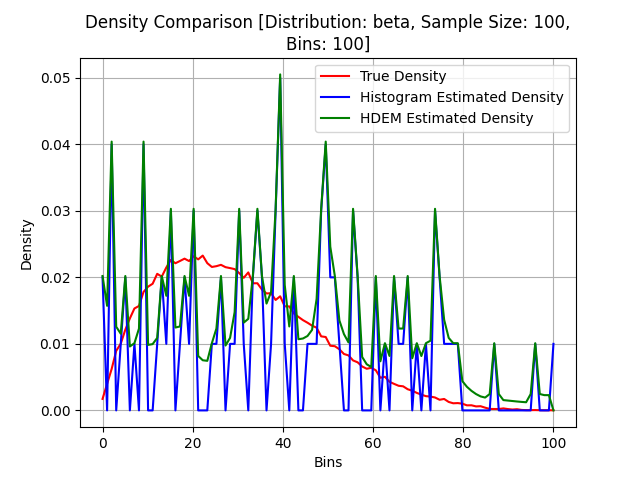 Density Comparison [Distribution: beta, Sample Size: 100,
Bins: 100]
True Density
Histogram Estimated Density
HDEM Estimated Density
Density
0.05
0.04
0.03
0.02
0.01
0.00
0
20
40
60
80
100
Bins